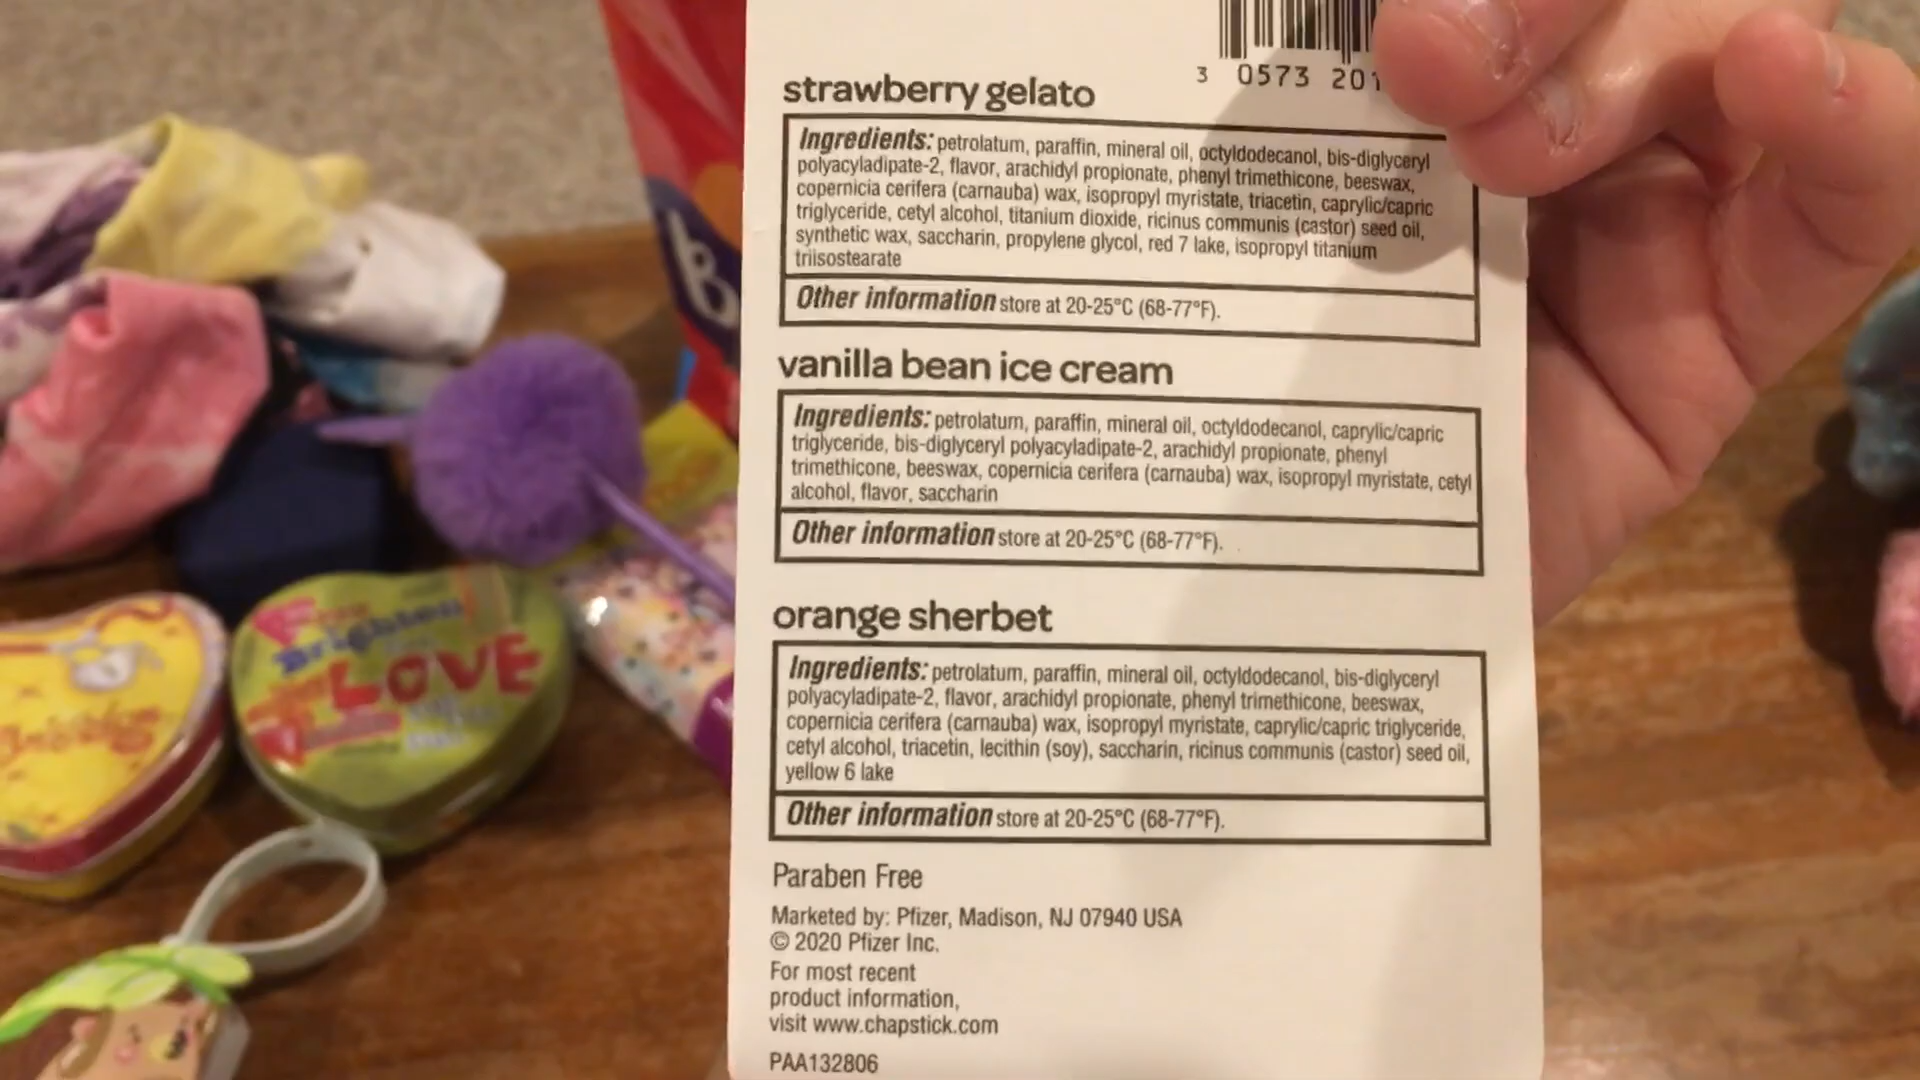 3 0573 201
strawberry gelato
Ingredients: petrolatum, paraffin, mineral oil, octyldodecanol, bis-diglyceryl
polyacyladipate-2, flavor, arachidyl propionate, phenyl trimethicone, beeswax,
copernicia cerifera (carnauba) wax, isopropyl myristate, triacetin, caprylic/capric
triglyceride, cetyl alcohol, titanium dioxide, ricinus communis (castor) seed oil,
synthetic wax, saccharin, propylene glycol, red 7 lake, isopropyl titanium
triisostearate
Other information store at 20-25°C (68-77°F).
vanilla bean ice cream
Ingredients: petrolatum, paraffin, mineral oil, octyldodecanol, caprylic/capric
triglyceride, bis-diglyceryl polyacyladipate-2, arachidyl propionate, phenyl
trimethicone, beeswax, copernicia cerifera (carnauba) wax, isopropyl myristate, cetyl
alcohol, flavor, saccharin
Other information store at 20-25°C (68-77°F).
orange sherbet
Ingredients: petrolatum, paraffin, mineral oil, octyldodecanol, bis-diglyceryl
polyacyladipate-2, flavor, arachidyl propionate, phenyl trimethicone, beeswax,
copernicia cerifera (carnauba) wax, isopropyl myristate, caprylic/capric triglyceride,
cetyl alcohol, triacetin, lecithin (soy), saccharin, ricinus communis (castor) seed oil,
yellow 6 lake
Other information store at 20-25°C (68-77°F).
Paraben Free
Marketed by: Pfizer, Madison, NJ 07940 USA
© 2020 Pfizer Inc.
For most recent
product information,
visit www.chapstick.com
PAA132806
b
Brighten
LOVE